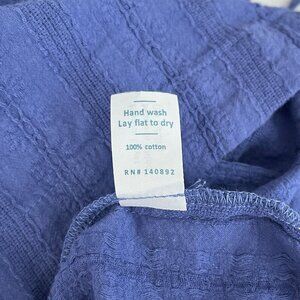 Hand wash
Lay flat to dry
100% cotton
RN# 140892